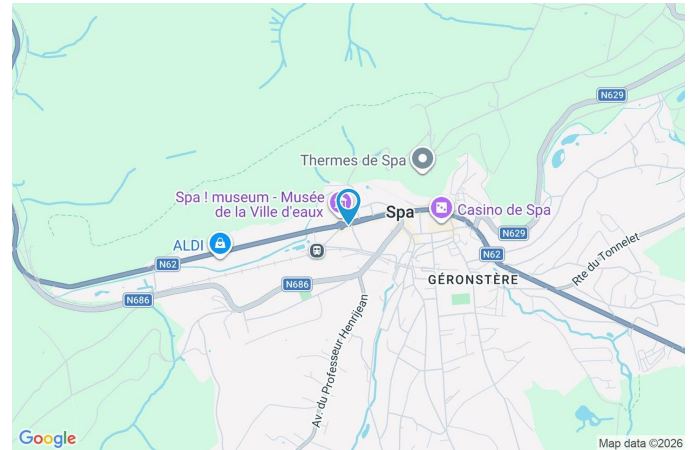 N629
Thermes de Spa
Spa ! museum - Musée
de la Ville d'eaux
Spa
Casino de Spa
ALDI
N629
N62
N62
Rte du Tonnelet
GÉRONSTÈRE
N686
N686
Av. du Professeur Henrijean
Google
Map data ©2026